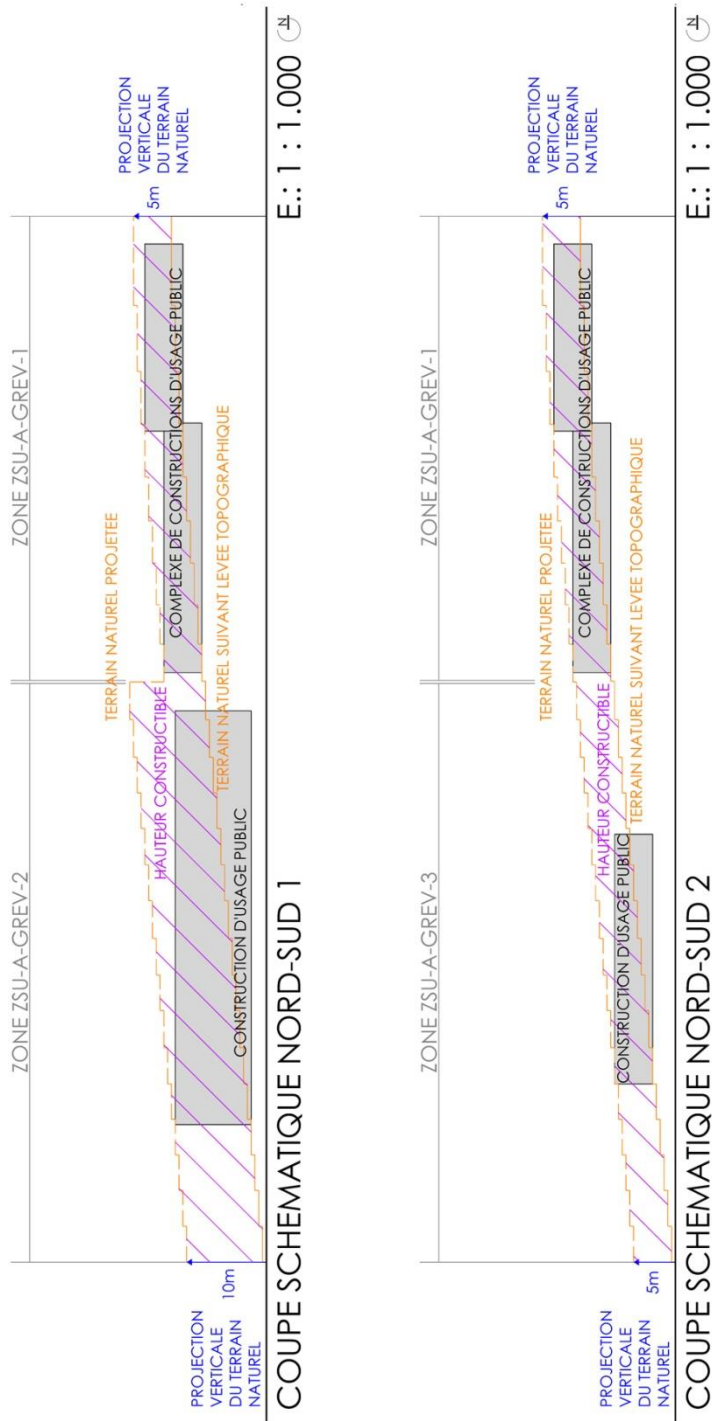 ZONE ZSU-A-GREV-2
ZONE ZSU-A-GREV-1
PROJECTION
VERTICALE
DU TERRAIN
NATUREL
10m
TERRAIN NATUREL PROJETEE
HAUTEUR CONSTRUCTIBLE
CONSTRUCTION D'USAGE PUBLIC
TERRAIN NATUREL SUIVANT LEVEE TOPOGRAPHIQUE
COMPLEXE DE CONSTRUCTIONS D'USAGE PUBLIC
PROJECTION
VERTICALE
DU TERRAIN
NATUREL
5m
COUPE SCHEMATIQUE NORD-SUD 1
E.: 1 : 1.000
N
ZONE ZSU-A-GREV-3
ZONE ZSU-A-GREV-1
PROJECTION
VERTICALE
DU TERRAIN
NATUREL
5m
TERRAIN NATUREL PROJETEE
HAUTEUR CONSTRUCTIBLE
CONSTRUCTION D'USAGE PUBLIC
TERRAIN NATUREL SUIVANT LEVEE TOPOGRAPHIQUE
COMPLEXE DE CONSTRUCTIONS D'USAGE PUBLIC
PROJECTION
VERTICALE
DU TERRAIN
NATUREL
5m
COUPE SCHEMATIQUE NORD-SUD 2
E.: 1 : 1.000
N